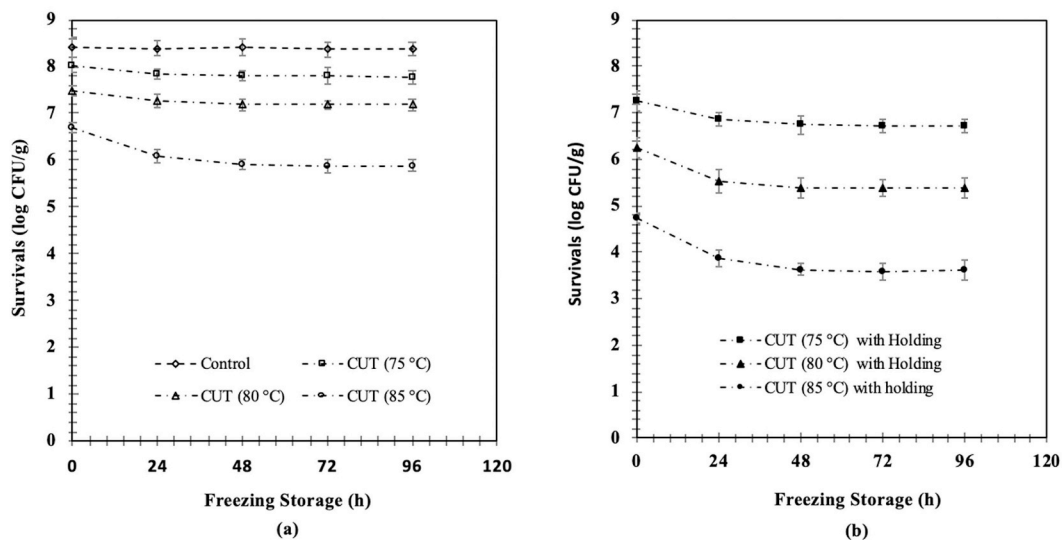 9
8
7
6
5
4
3
2
1
0
Survivals (log CFU/g)
Control
CUT (75 °C)
CUT (80 °C)
CUT (85 °C)
0 24 48 72 96 120
Freezing Storage (h)
(a)
9
8
7
6
5
4
3
2
1
0
Survivals (log CFU/g)
CUT (75 °C) with Holding
CUT (80 °C) with Holding
CUT (85 °C) with holding
0 24 48 72 96 120
Freezing Storage (h)
(b)